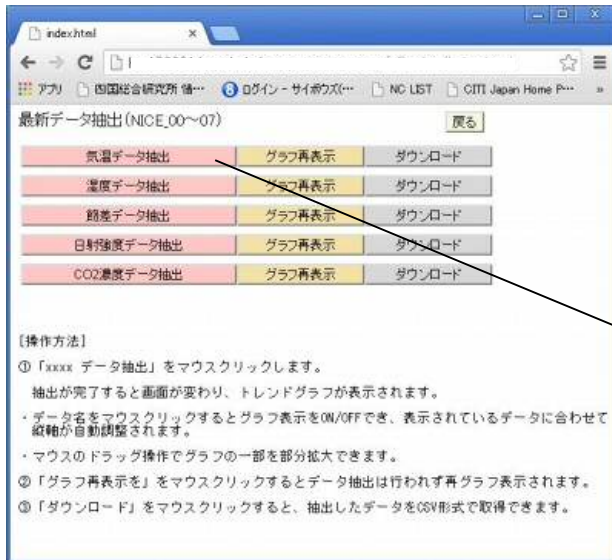 index.html
アプリ 四国総合研究所 情… ログイン - サイボウズ(… NC LIST CITI Japan Home P… »
最新データ抽出(NICE_00~07) 戻る
気温データ抽出 グラフ再表示 ダウンロード
湿度データ抽出 グラフ再表示 ダウンロード
飽差データ抽出 グラフ再表示 ダウンロード
日射強度データ抽出 グラフ再表示 ダウンロード
CO2濃度データ抽出 グラフ再表示 ダウンロード
[操作方法]
①「xxxx データ抽出」をマウスクリックします。
抽出が完了すると画面が変わり、トレンドグラフが表示されます。
・データ名をマウスクリックするとグラフ表示をON/OFFでき、表示されているデータに合わせて
縦軸が自動調整されます。
・マウスのドラッグ操作でグラフの一部を部分拡大できます。
②「グラフ再表示を」をマウスクリックするとデータ抽出は行われず再グラフ表示されます。
③「ダウンロード」をマウスクリックすると、抽出したデータをCSV形式で取得できます。